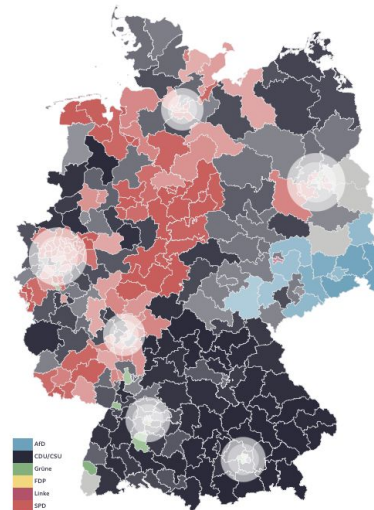 AfD
CDU/CSU
Grüne
FDP
Linke
SPD